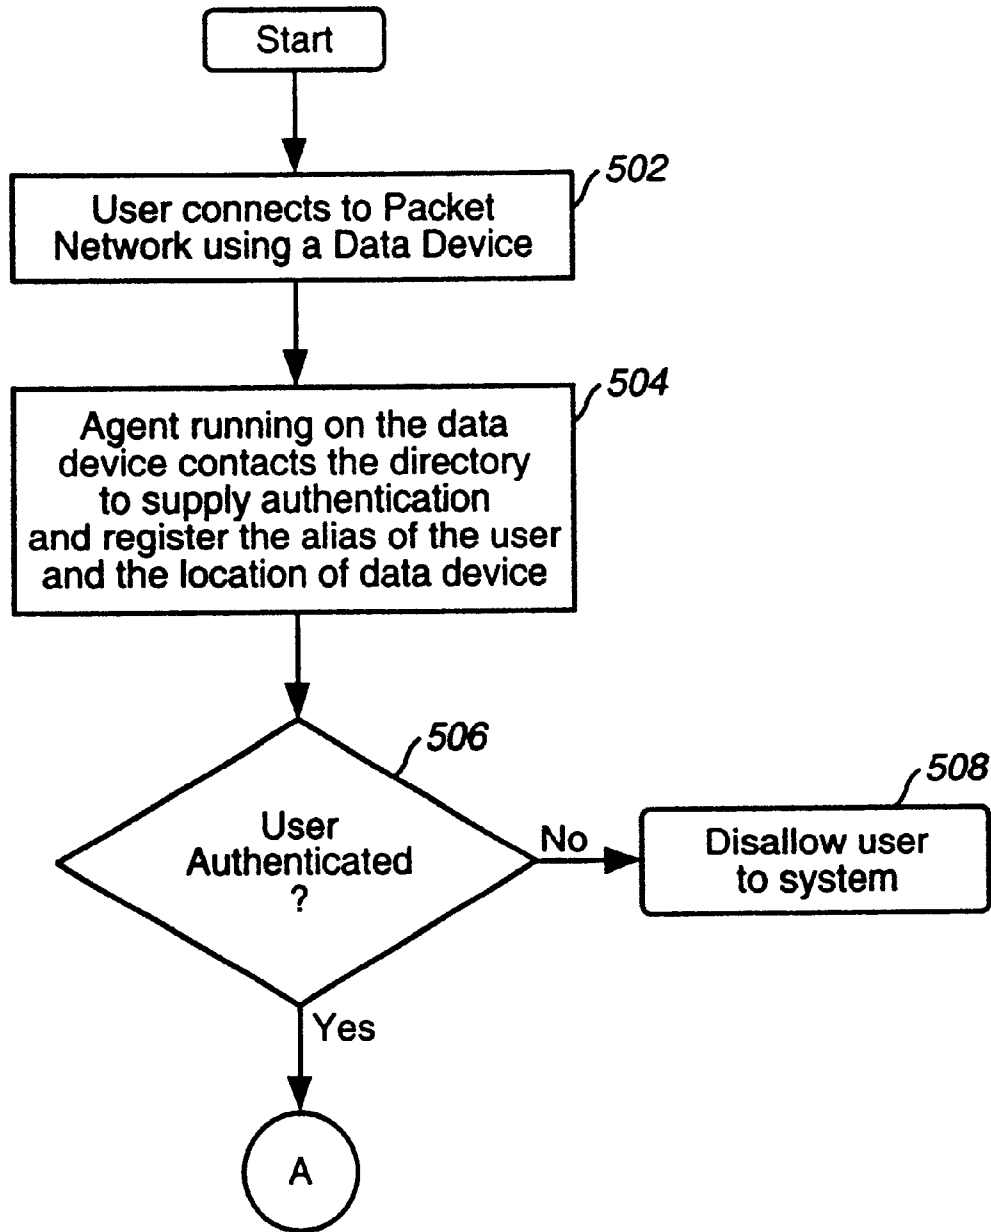 Start
502
User connects to Packet
Network using a Data Device
504
Agent running on the data
device contacts the directory
to supply authentication
and register the alias of the user
and the location of data device
506
User
Authenticated
?
No
508
Disallow user
to system
Yes
A